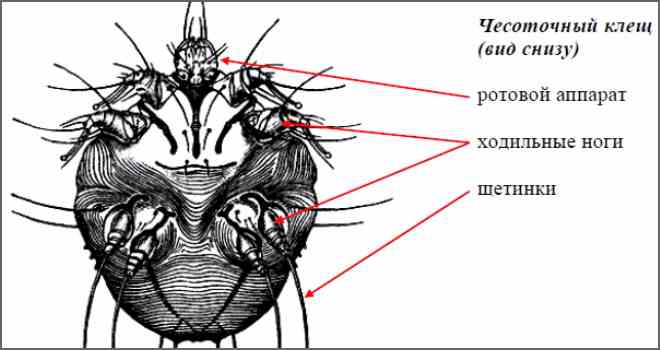 Чесоточный клещ
(вид снизу)
ротовой аппарат
ходильные ноги
щетинки